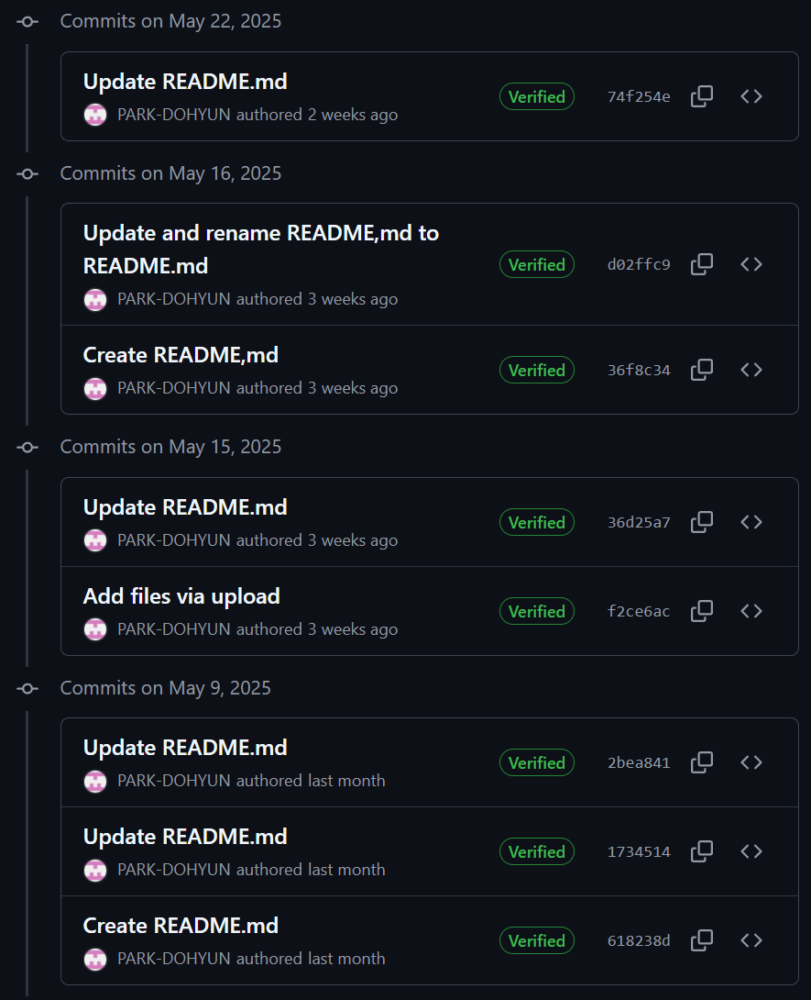 Commits on May 22, 2025
Update README.md
PARK-DOHYUN authored 2 weeks ago
Verified
74f254e
Commits on May 16, 2025
Update and rename README,md to
README.md
PARK-DOHYUN authored 3 weeks ago
Verified
d02ffc9
Create README,md
PARK-DOHYUN authored 3 weeks ago
Verified
36f8c34
Commits on May 15, 2025
Update README.md
PARK-DOHYUN authored 3 weeks ago
Verified
36d25a7
Add files via upload
PARK-DOHYUN authored 3 weeks ago
Verified
f2ce6ac
Commits on May 9, 2025
Update README.md
PARK-DOHYUN authored last month
Verified
2bea841
Update README.md
PARK-DOHYUN authored last month
Verified
1734514
Create README.md
PARK-DOHYUN authored last month
Verified
618238d